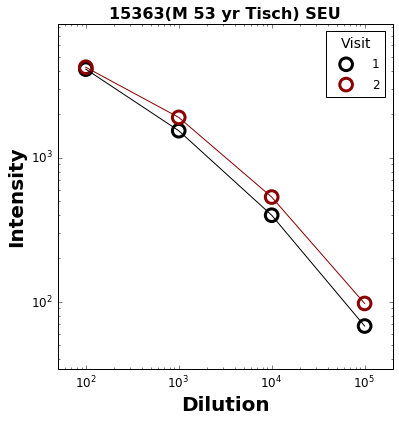 15363(M 53 yr Tisch) SEU
Visit
1
2
Intensity
10³
10²
10² 10³ 10⁴ 10⁵
Dilution